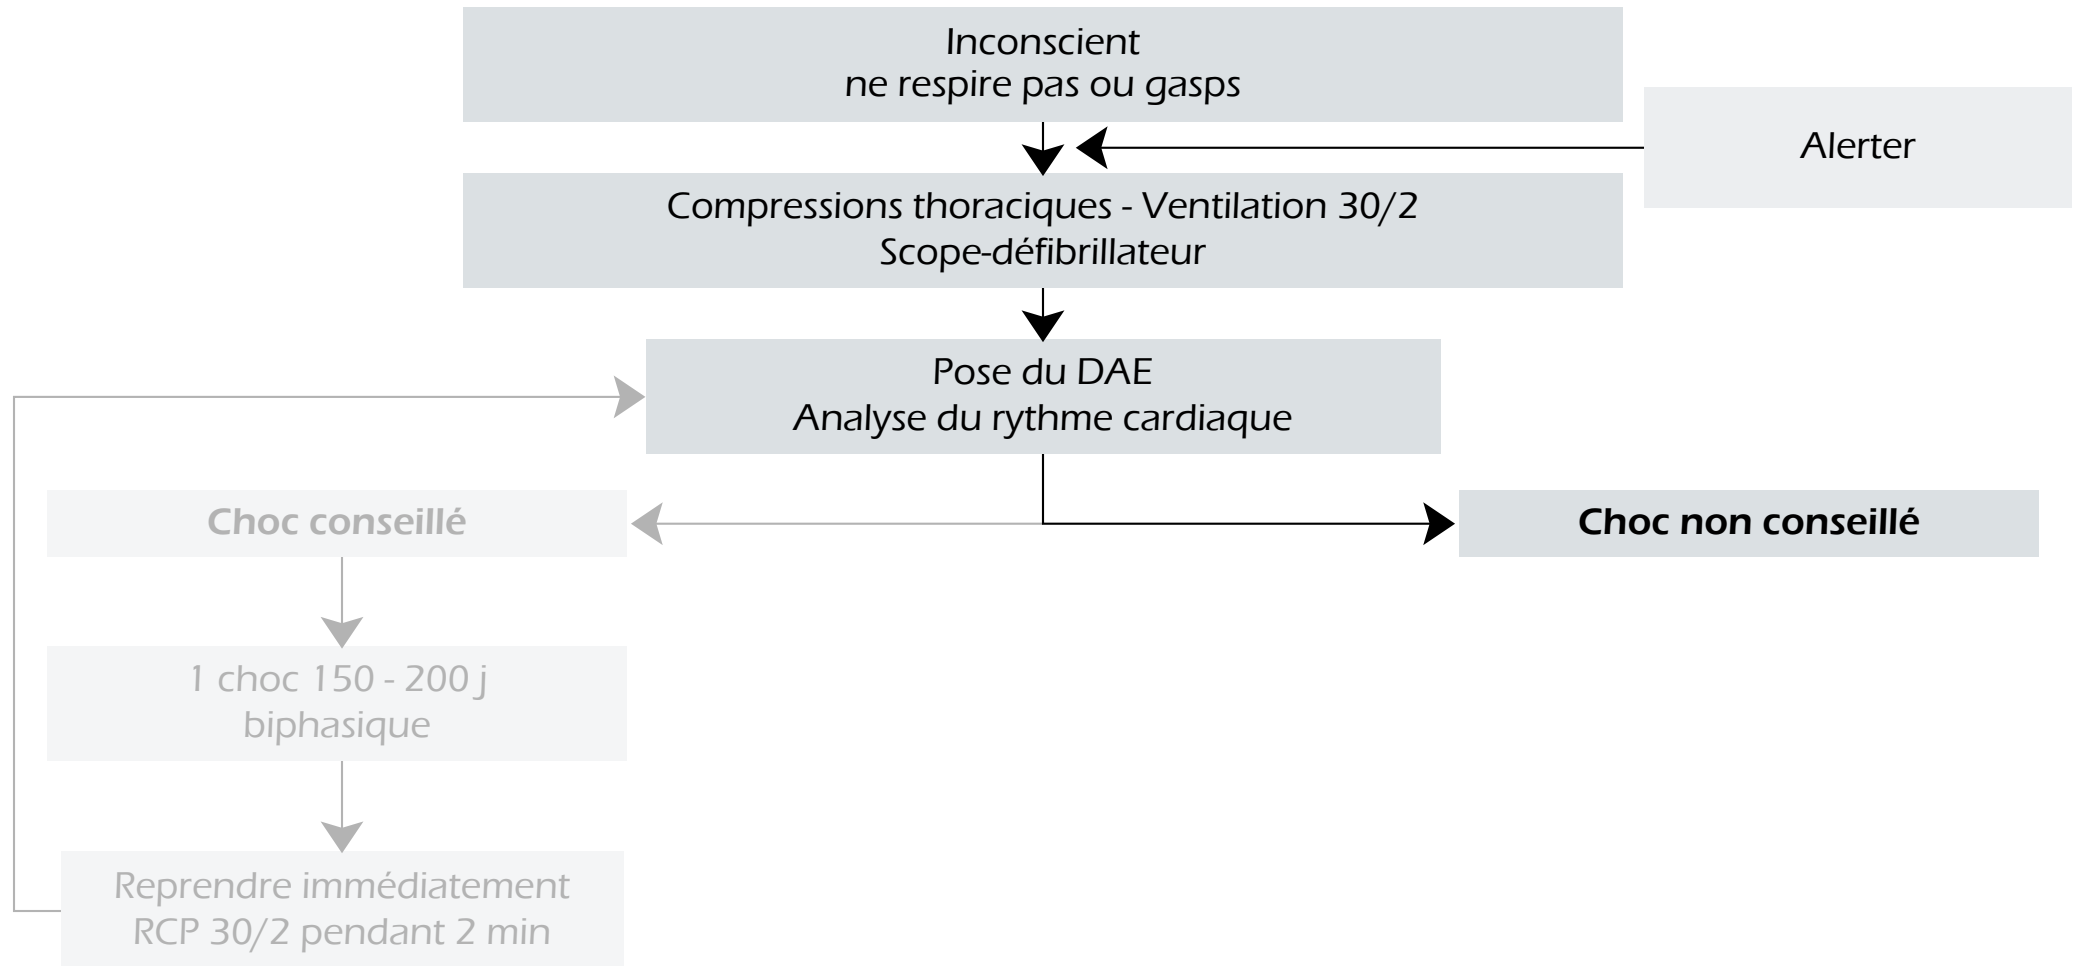 Inconscient
ne respire pas ou gasps
Alerter
Compressions thoraciques - Ventilation 30/2
Scope-défibrillateur
Pose du DAE
Analyse du rythme cardiaque
Choc conseillé
Choc non conseillé
1 choc 150 - 200 j
biphasique
Reprendre immédiatement
RCP 30/2 pendant 2 min